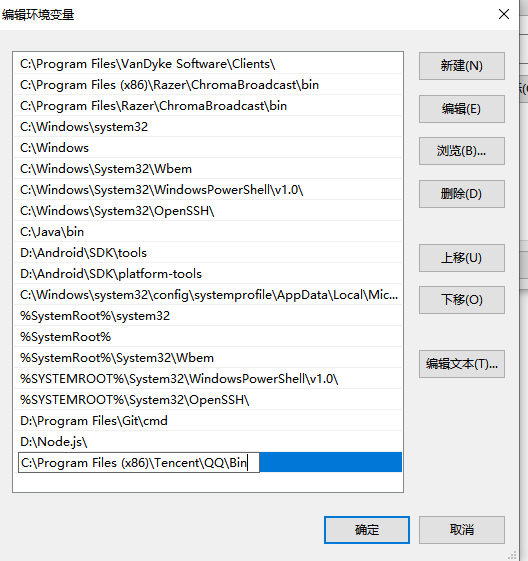 编辑环境变量
C:\Program Files\VanDyke Software\Clients\
C:\Program Files (x86)\Razer\ChromaBroadcast\bin
C:\Program Files\Razer\ChromaBroadcast\bin
C:\Windows\system32
C:\Windows
C:\Windows\System32\Wbem
C:\Windows\System32\WindowsPowerShell\v1.0\
C:\Windows\System32\OpenSSH\
C:\Java\bin
D:\Android\SDK\tools
D:\Android\SDK\platform-tools
C:\Windows\system32\config\systemprofile\AppData\Local\Mic...
%SystemRoot%\system32
%SystemRoot%
%SystemRoot%\System32\Wbem
%SYSTEMROOT%\System32\WindowsPowerShell\v1.0\
%SYSTEMROOT%\System32\OpenSSH\
D:\Program Files\Git\cmd
D:\Node.js\
C:\Program Files (x86)\Tencent\QQ\Bin
新建(N)
编辑(E)
浏览(B)...
删除(D)
上移(U)
下移(O)
编辑文本(T)...
确定
取消